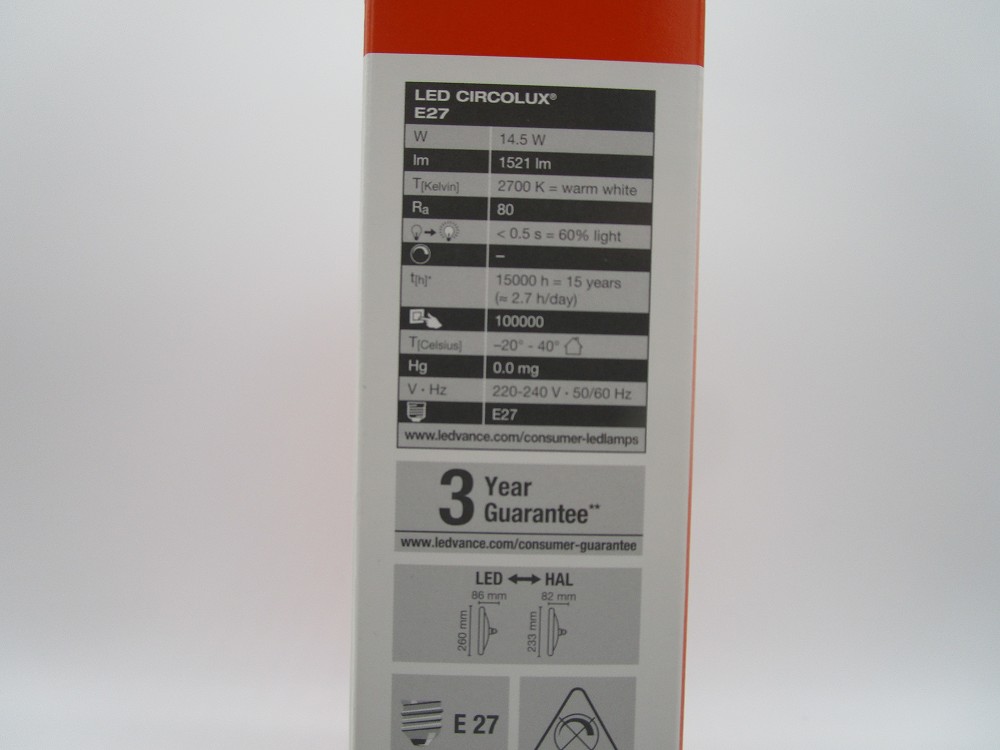 LED CIRCOLUX®
E27
W 14.5 W
lm 1521 lm
T[Kelvin] 2700 K = warm white
Ra 80
< 0.5 s = 60% light
–
t[h]* 15000 h = 15 years
(≈ 2.7 h/day)
100000
T[Celsius] –20° - 40°
Hg 0.0 mg
V · Hz 220-240 V · 50/60 Hz
E27
www.ledvance.com/consumer-ledlamps
3 Year
Guarantee**
www.ledvance.com/consumer-guarantee
LED HAL
86 mm 82 mm
260 mm 233 mm
E 27